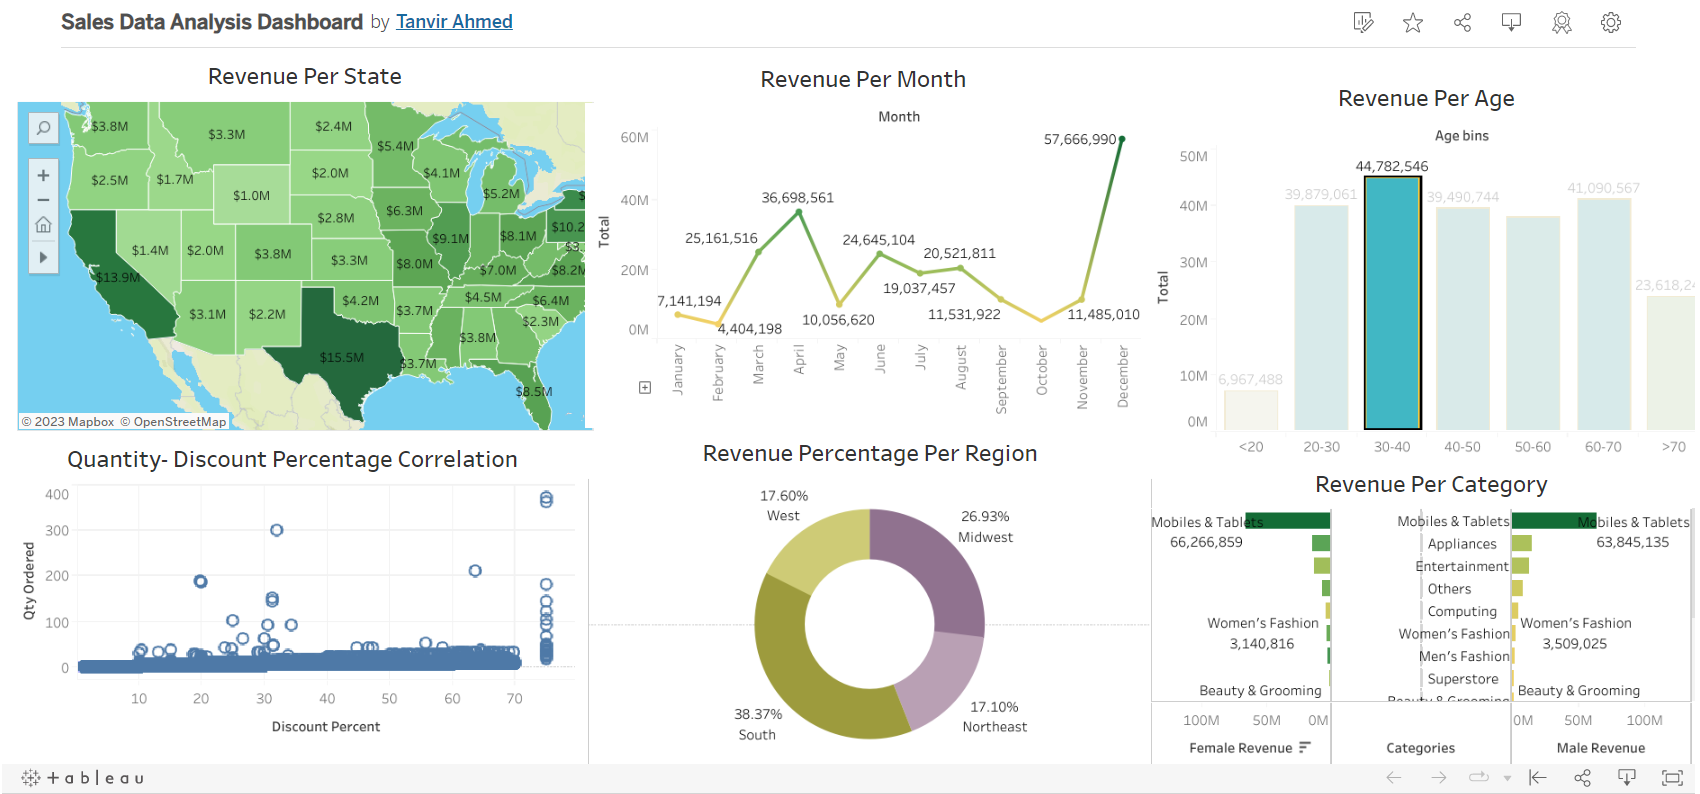 Sales Data Analysis Dashboard by Tanvir Ahmed
Revenue Per State
$3.8M
$3.3M
$2.4M
$5.4M
$2.5M
$1.7M
$1.0M
$2.0M
$4.1M
$5.2M
$
$2.8M
$6.3M
$10.2
$1.4M
$2.0M
$3.8M
$3.3M
$9.1M
$8.1M
$3.
$13.9M
$8.0M
$7.0M
$8.2M
$3.1M
$2.2M
$4.2M
$3.7M
$4.5M
$6.4M
$2.3M
$3.8M
$15.5M
$3.7M
$8.5M
© 2023 Mapbox © OpenStreetMap
Revenue Per Month
Month
Total
60M
40M
20M
0M
7,141,194
4,404,198
25,161,516
36,698,561
10,056,620
24,645,104
19,037,457
20,521,811
11,531,922
11,485,010
57,666,990
January
February
March
April
May
June
July
August
September
October
November
December
Revenue Per Age
Age bins
Total
50M
40M
30M
20M
10M
0M
6,967,488
39,879,061
44,782,546
39,490,744
41,090,567
23,618,24
<20
20-30
30-40
40-50
50-60
60-70
>70
Quantity- Discount Percentage Correlation
Qty Ordered
400
300
200
100
0
10
20
30
40
50
60
70
Discount Percent
Revenue Percentage Per Region
17.60%
West
26.93%
Midwest
38.37%
South
17.10%
Northeast
Revenue Per Category
Mobiles & Tablets
66,266,859
Women's Fashion
3,140,816
Beauty & Grooming
100M
50M
0M
Female Revenue
Mobiles & Tablets
Appliances
Entertainment
Others
Computing
Women's Fashion
Men's Fashion
Superstore
Beauty & Grooming
Categories
Mobiles & Tablets
63,845,135
Women's Fashion
3,509,025
Beauty & Grooming
0M
50M
100M
Male Revenue
+ableau